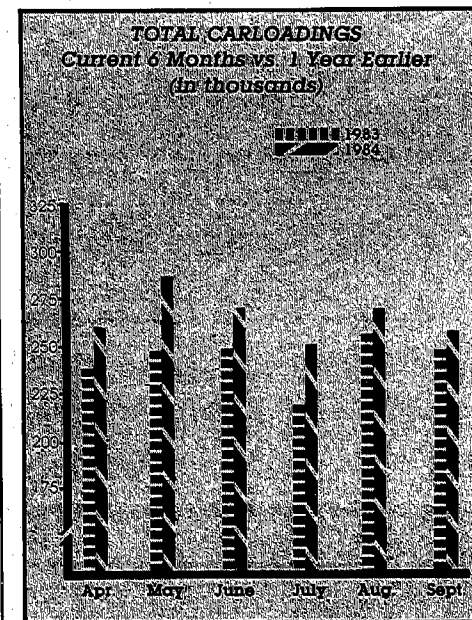 TOTAL CARLOADINGS
Current 6 Months vs. 1 Year Earlier
(in thousands)
1983
1984
325
300
275
250
225
200
175
Apr. May June July Aug. Sept.